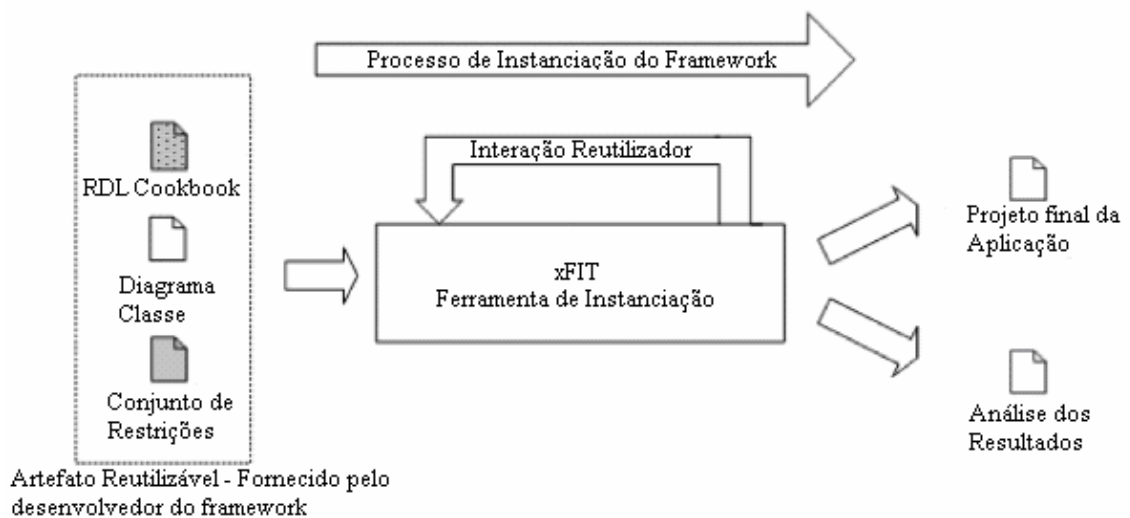 Processo de Instanciação do Framework
Interação Reutilizador
RDL Cookbook
Diagrama
Classe
Conjunto de
Restrições
Artefato Reutilizável - Fornecido pelo
desenvolvedor do framework
xFIT
Ferramenta de Instanciação
Projeto final da
Aplicação
Análise dos
Resultados